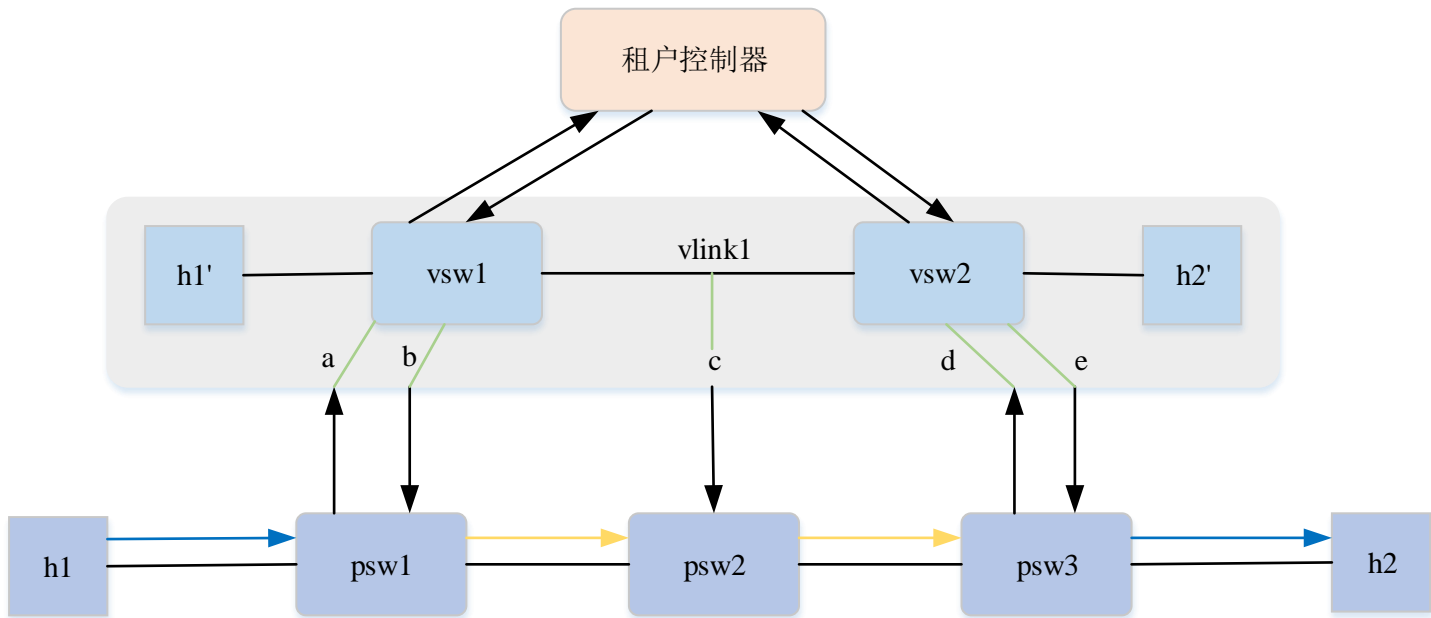 租户控制器
vlink1
h1'
vsw1
vsw2
h2'
a
b
c
d
e
h1
psw1
psw2
psw3
h2